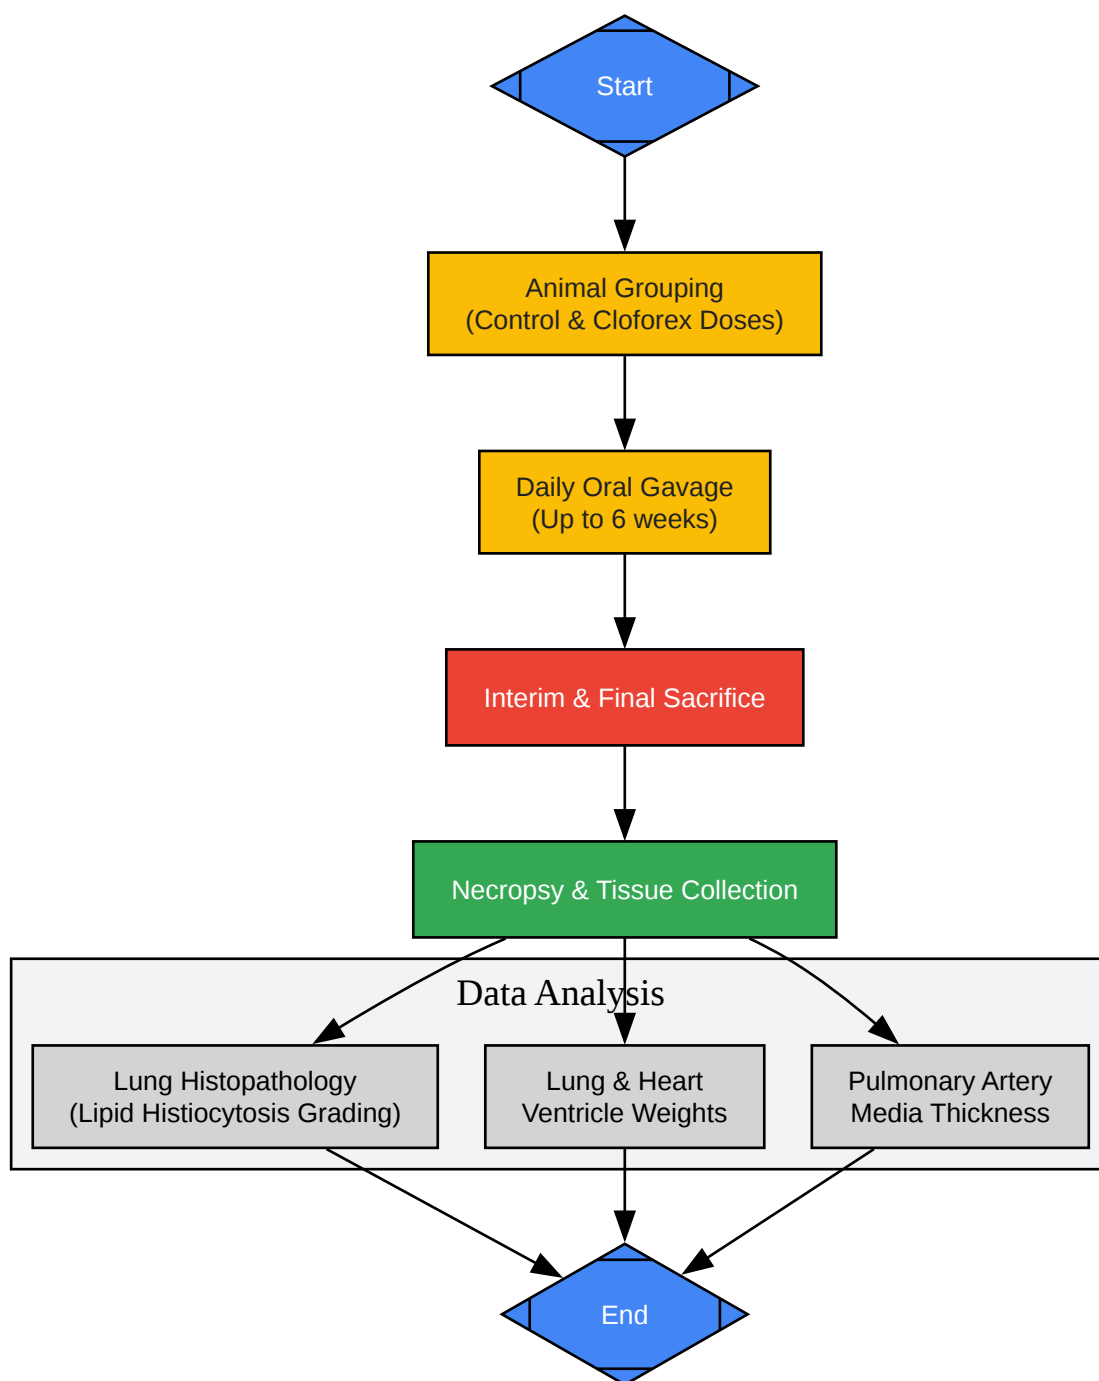 Start
Animal Grouping
(Control & Cloforex Doses)
Daily Oral Gavage
(Up to 6 weeks)
Interim & Final Sacrifice
Necropsy & Tissue Collection
Data Analysis
Lung Histopathology
(Lipid Histiocytosis Grading)
Lung & Heart
Ventricle Weights
Pulmonary Artery
Media Thickness
End